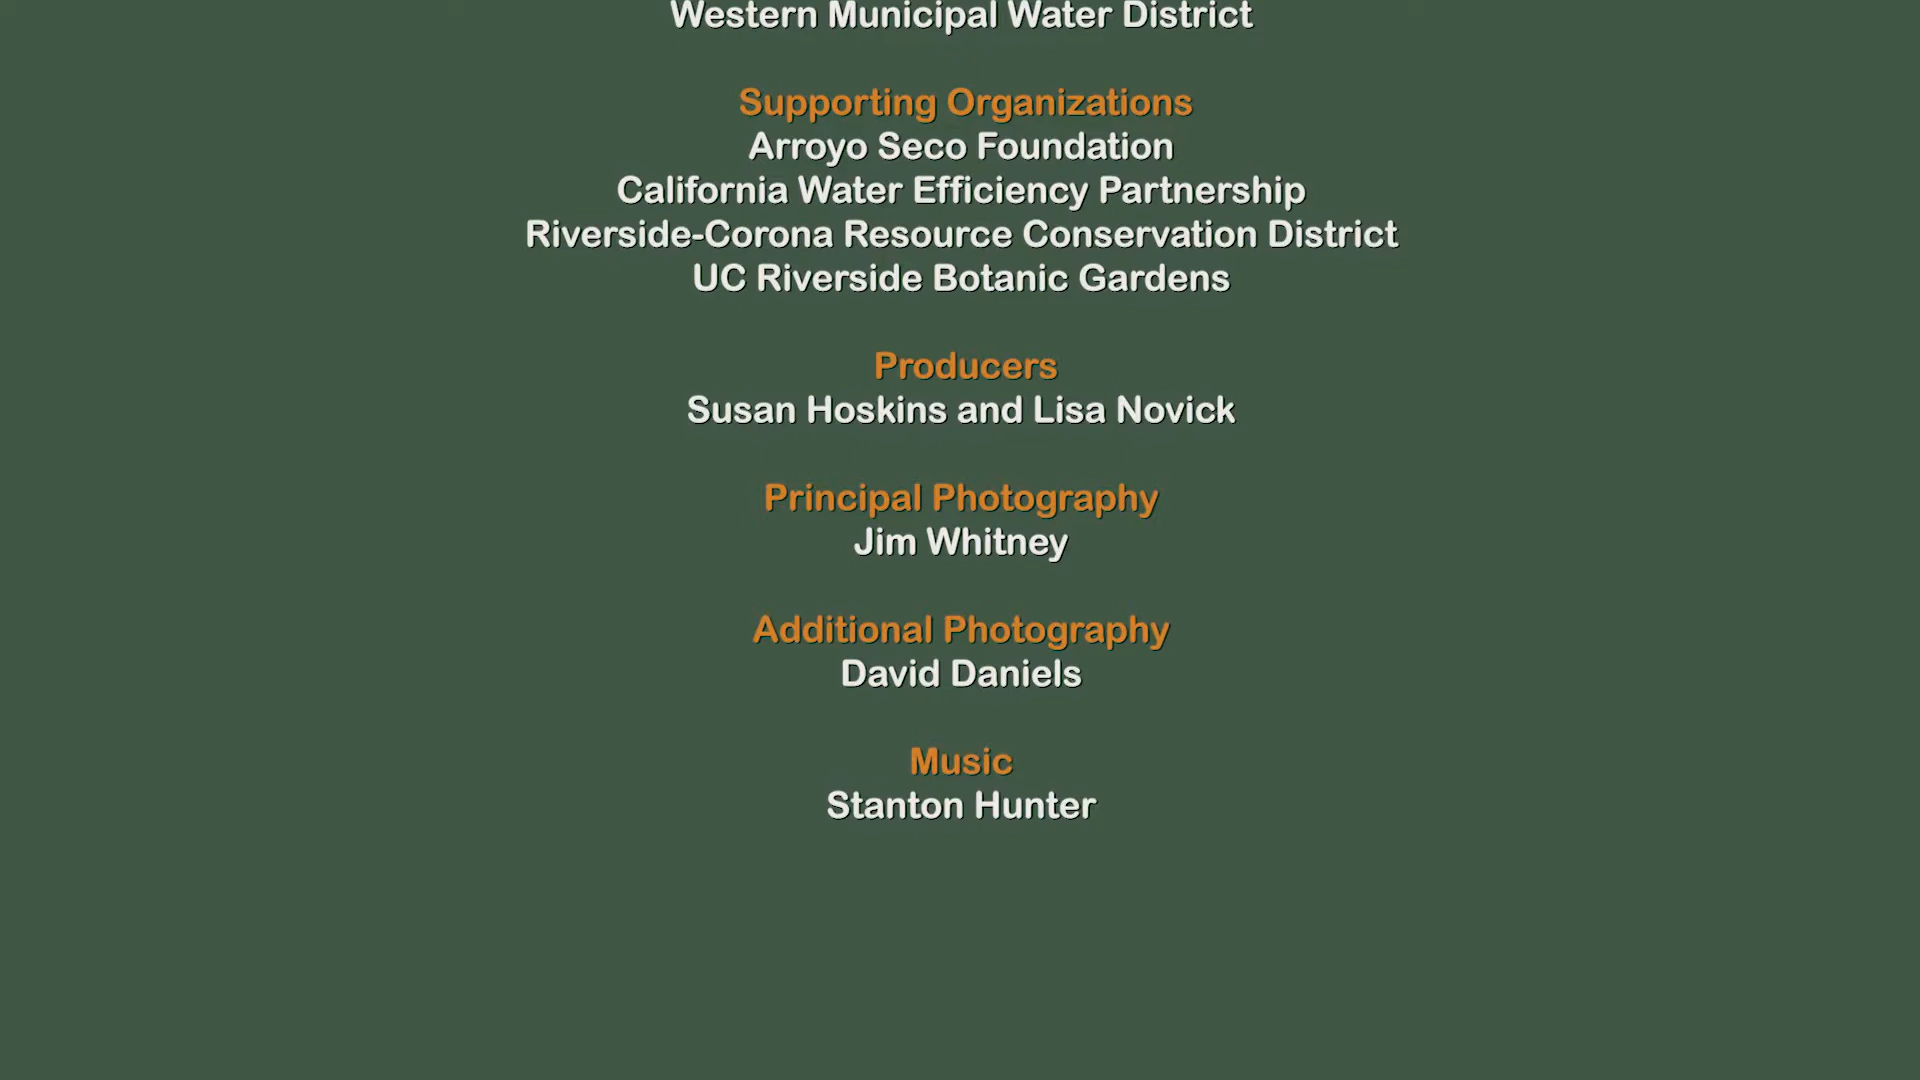 Western Municipal Water District
Supporting Organizations
Arroyo Seco Foundation
California Water Efficiency Partnership
Riverside-Corona Resource Conservation District
UC Riverside Botanic Gardens
Producers
Susan Hoskins and Lisa Novick
Principal Photography
Jim Whitney
Additional Photography
David Daniels
Music
Stanton Hunter